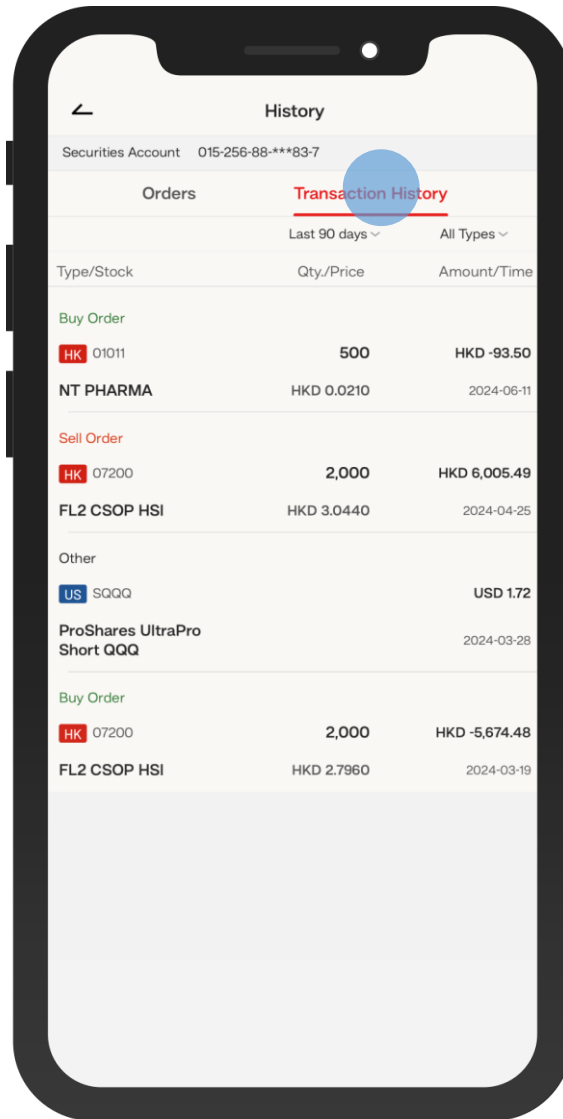 History
Securities Account 015-256-88-***83-7
Orders Transaction History
Last 90 days All Types
Type/Stock Qty./Price Amount/Time
Buy Order
HK 01011 500 HKD -93.50
NT PHARMA HKD 0.0210 2024-06-11
Sell Order
HK 07200 2,000 HKD 6,005.49
FL2 CSOP HSI HKD 3.0440 2024-04-25
Other
US SQQQ USD 1.72
ProShares UltraPro
Short QQQ 2024-03-28
Buy Order
HK 07200 2,000 HKD -5,674.48
FL2 CSOP HSI HKD 2.7960 2024-03-19